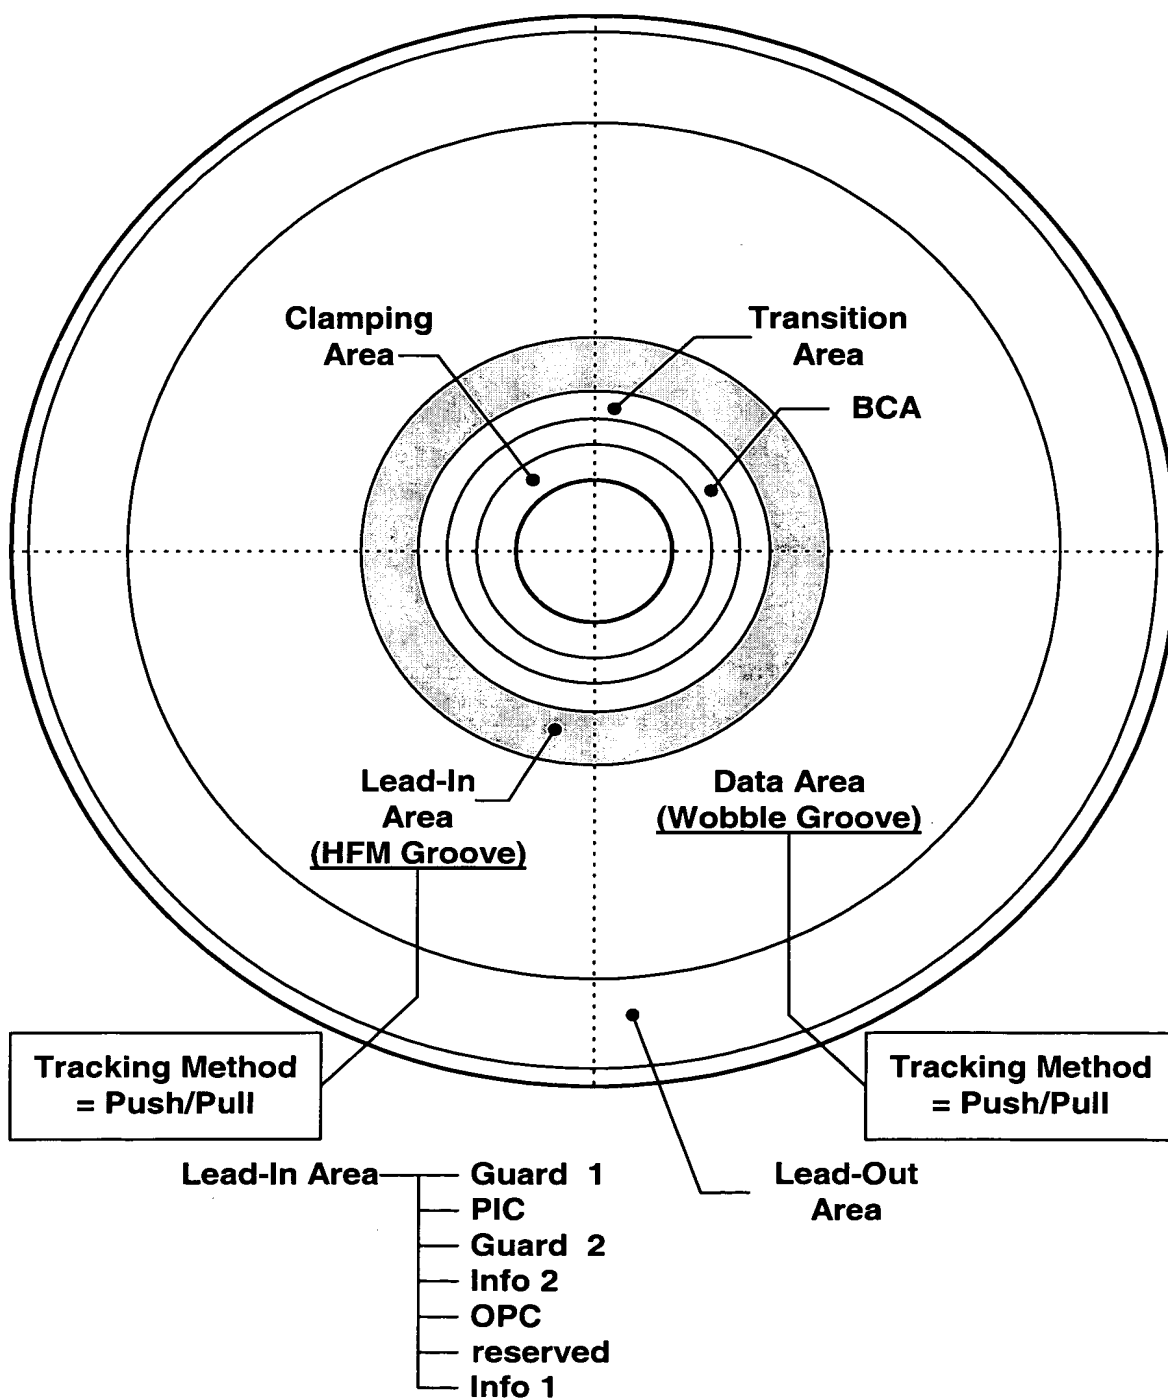 Clamping
Area
Transition
Area
BCA
Lead-In
Area
(HFM Groove)
Data Area
(Wobble Groove)
Tracking Method
= Push/Pull
Tracking Method
= Push/Pull
Lead-Out
Area
Lead-In Area
Guard 1
PIC
Guard 2
Info 2
OPC
reserved
Info 1